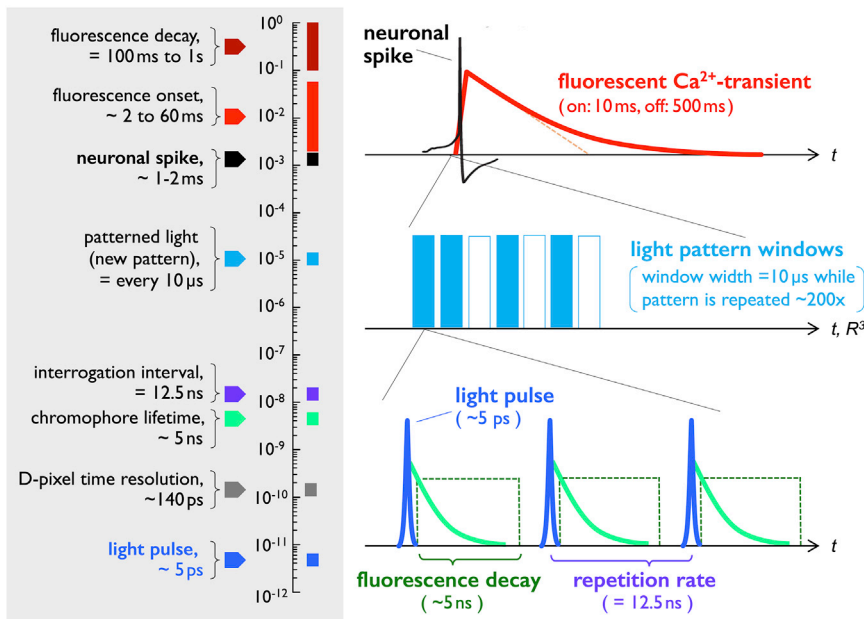 fluorescence decay,
= 100 ms to 1s
fluorescence onset,
~ 2 to 60 ms
neuronal spike,
~ 1-2 ms
patterned light
(new pattern),
= every 10 µs
interrogation interval,
= 12.5 ns
chromophore lifetime,
~ 5 ns
D-pixel time resolution,
~140 ps
light pulse,
~ 5 ps
10⁰
10⁻¹
10⁻²
10⁻³
10⁻⁴
10⁻⁵
10⁻⁶
10⁻⁷
10⁻⁸
10⁻⁹
10⁻¹⁰
10⁻¹¹
10⁻¹²
neuronal
spike
fluorescent Ca²⁺-transient
( on: 10 ms, off: 500 ms )
t
light pattern windows
window width = 10 µs while
pattern is repeated ~200x
t, R³
light pulse
( ~5 ps )
t
fluorescence decay
( ~5 ns )
repetition rate
( = 12.5 ns )